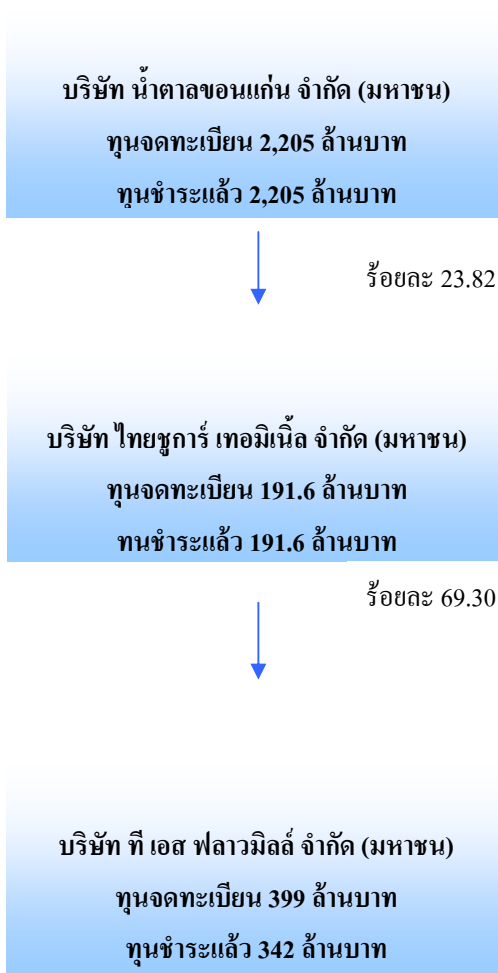 บริษัท น้ำตาลขอนแก่น จำกัด (มหาชน)
ทุนจดทะเบียน 2,205 ล้านบาท
ทุนชำระแล้ว 2,205 ล้านบาท
ร้อยละ 23.82
บริษัท ไทยชูการ์ เทอมิเนิ้ล จำกัด (มหาชน)
ทุนจดทะเบียน 191.6 ล้านบาท
ทนชำระแล้ว 191.6 ล้านบาท
ร้อยละ 69.30
บริษัท ที เอส ฟลาวมิลล์ จำกัด (มหาชน)
ทุนจดทะเบียน 399 ล้านบาท
ทุนชำระแล้ว 342 ล้านบาท